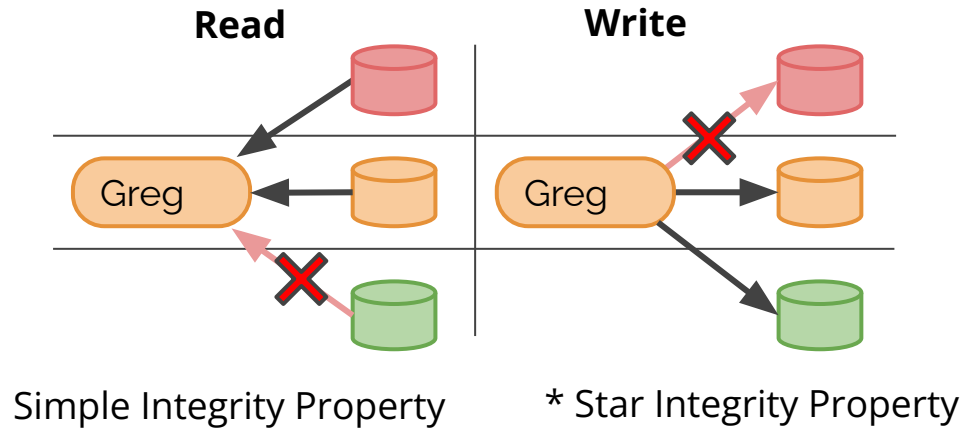 Read
Write
Greg
Greg
Simple Integrity Property
* Star Integrity Property